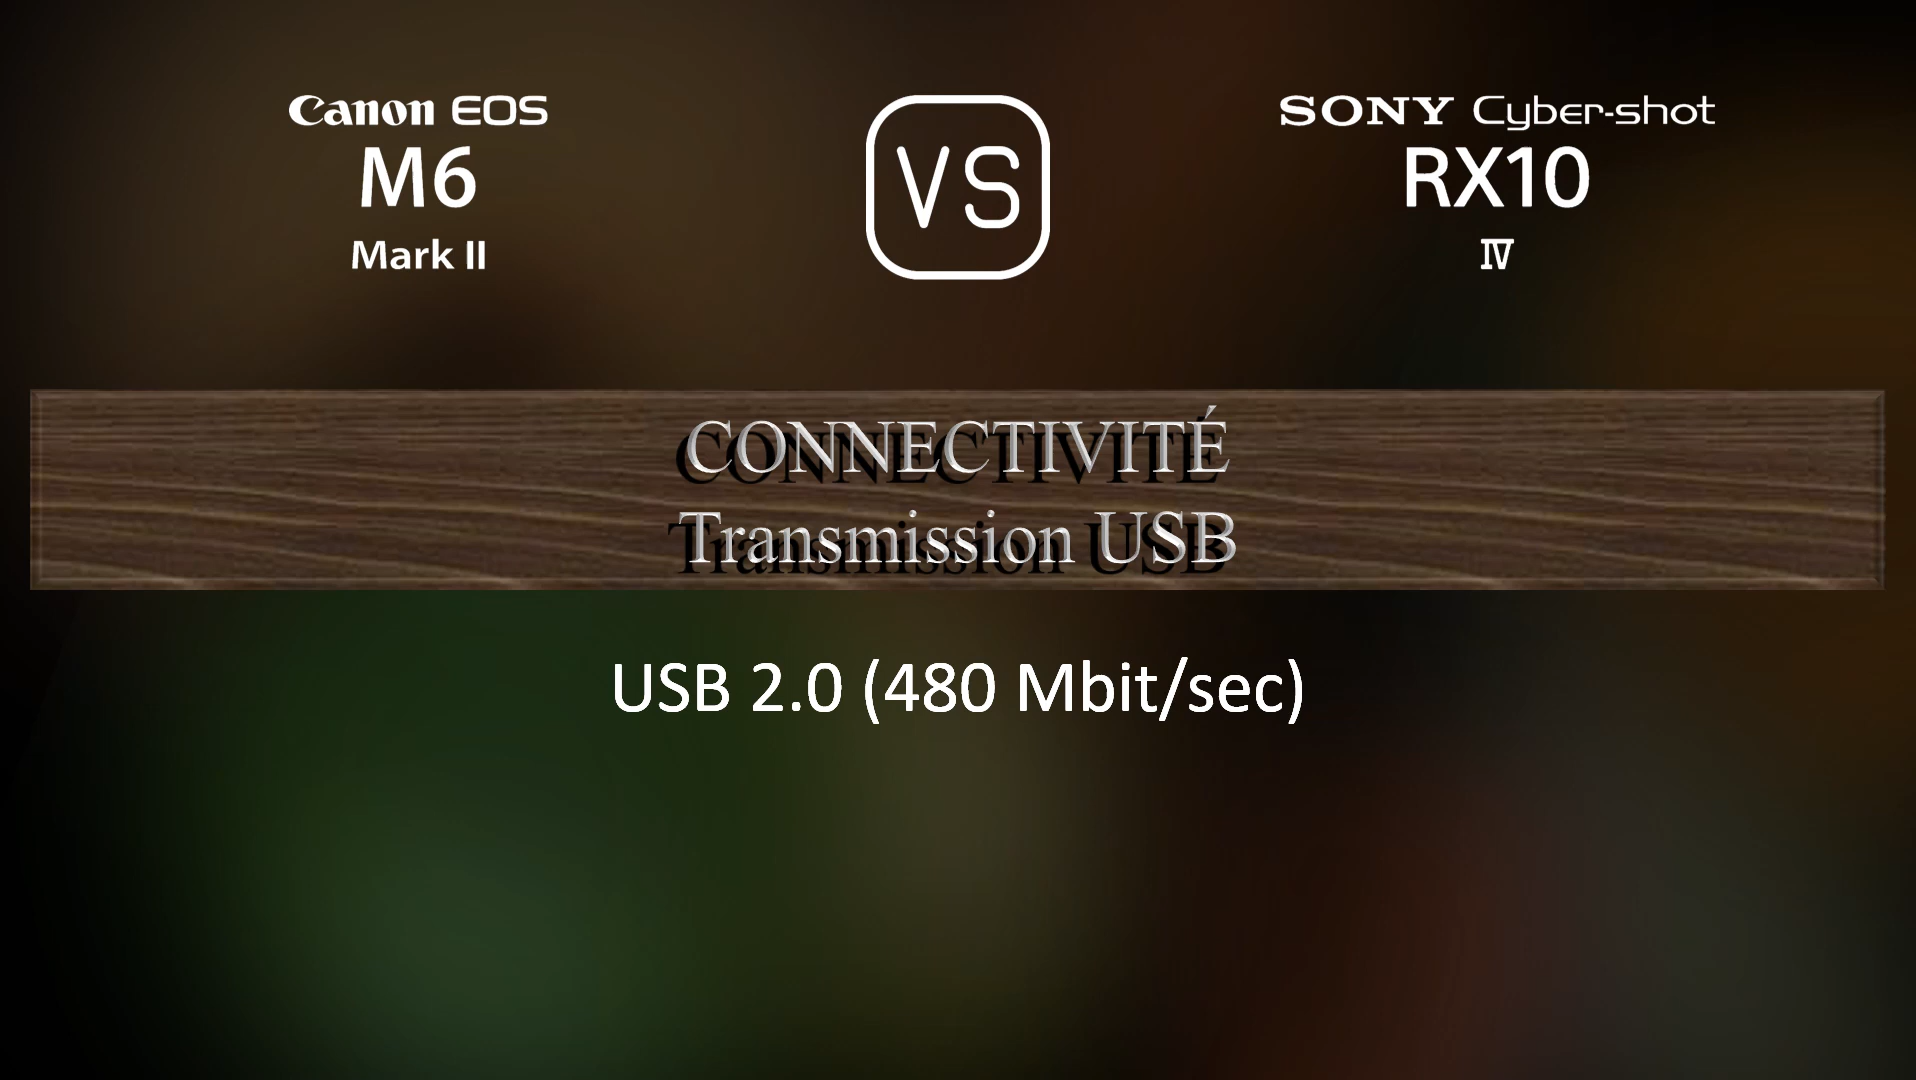 Canon EOS
M6
Mark II
VS
SONY Cyber-shot
RX10
IV
CONNECTIVITÉ
Transmission USB
USB 2.0 (480 Mbit/sec)